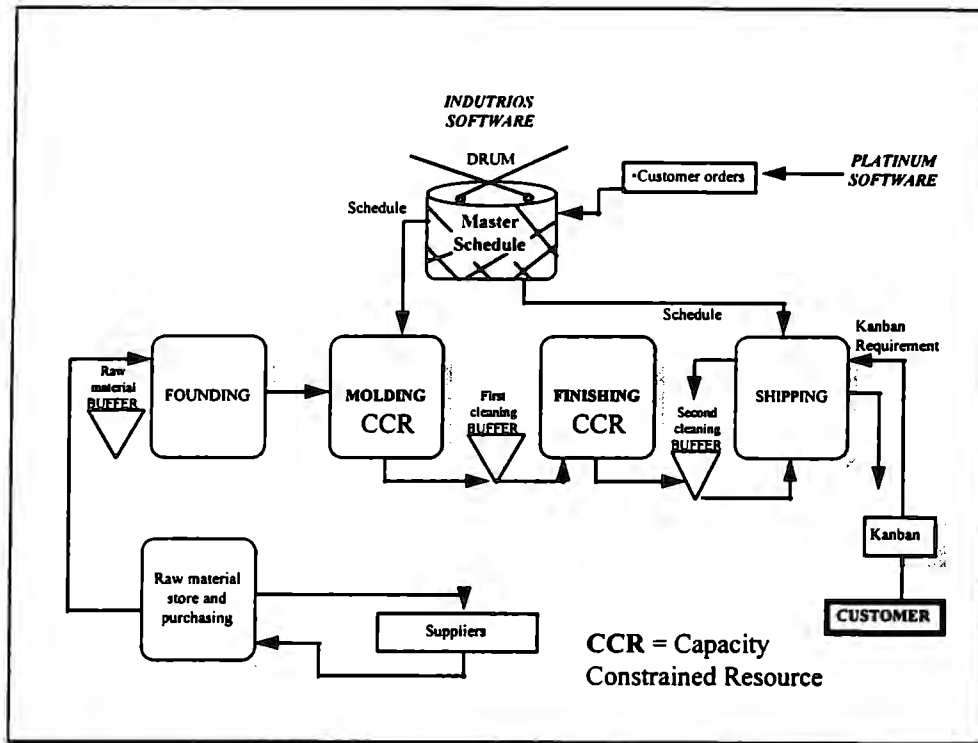 INDUTRIOS
SOFTWARE
DRUM
•Customer orders
PLATINUM
SOFTWARE
Schedule
Master
Schedule
Schedule
Kanban
Requirement
Raw
material
BUFFER
FOUNDING
MOLDING
CCR
First
cleaning
BUFFER
FINISHING
CCR
Second
cleaning
BUFFER
SHIPPING
Kanban
Raw material
store and
purchasing
Suppliers
CUSTOMER
CCR = Capacity
Constrained Resource